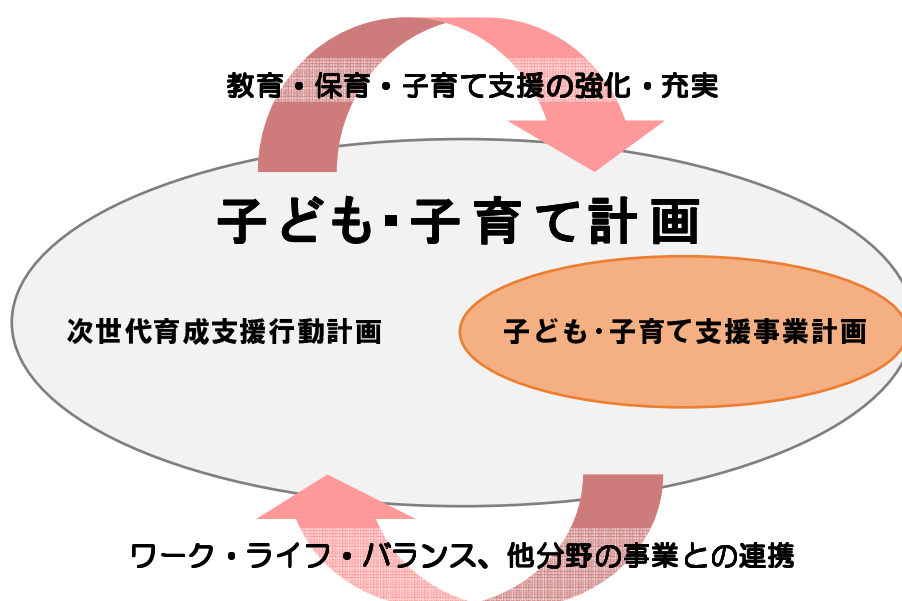 教育・保育・子育て支援の強化・充実
子ども・子育て計画
次世代育成支援行動計画
子ども・子育て支援事業計画
ワーク・ライフ・バランス、他分野の事業との連携